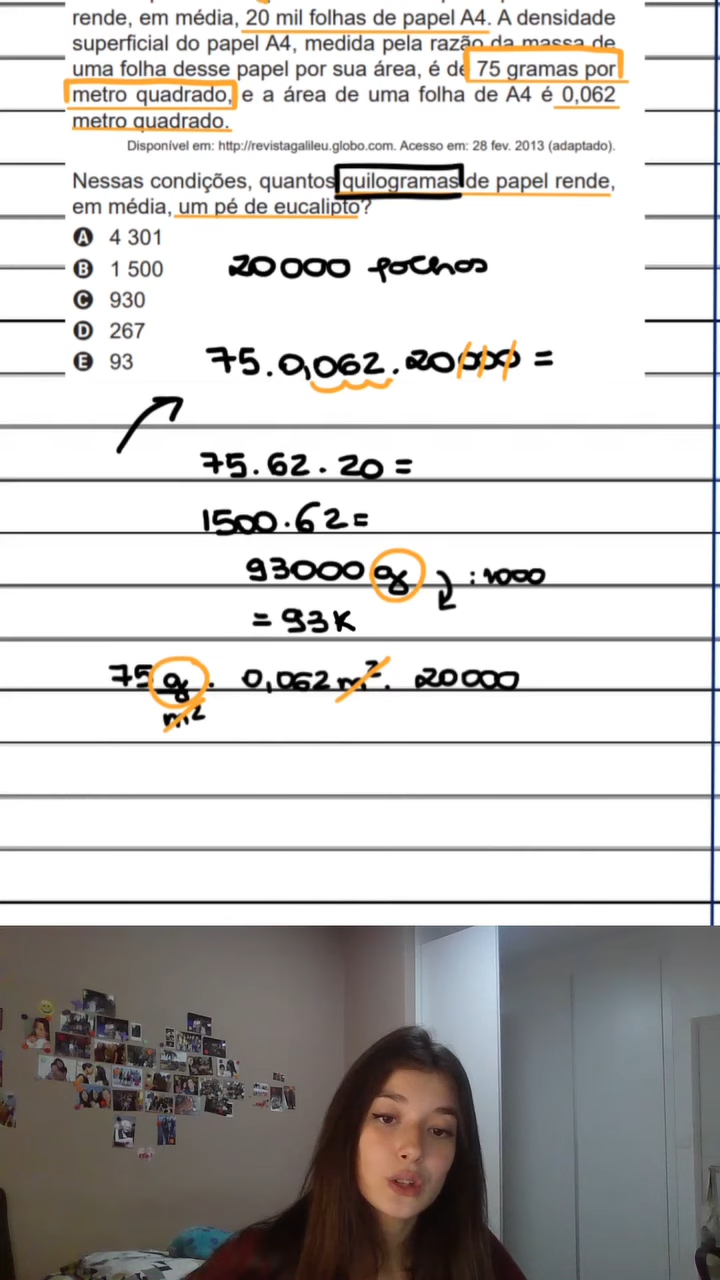 rende, em média, 20 mil folhas de papel A4. A densidade
superficial do papel A4, medida pela razão da massa de
uma folha desse papel por sua área, é de 75 gramas por
metro quadrado, e a área de uma folha de A4 é 0,062
metro quadrado.
Disponível em: http://revistagalileu.globo.com. Acesso em: 28 fev. 2013 (adaptado).
Nessas condições, quantos quilogramas de papel rende,
em média, um pé de eucalipto?
A 4 301
B 1 500
C 930
D 267
E 93
20000 folhas
75.0,062.20000 =
75.62.20=
1500.62=
93000 g :1000
= 93K
75 g/m² . 0,062 m². 20000